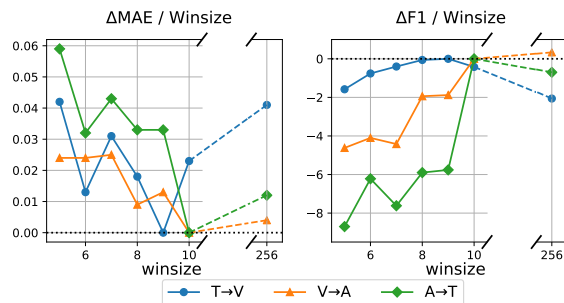 ΔMAE / Winsize
0.06
0.05
0.04
0.03
0.02
0.01
0.00
6
8
10
256
winsize
ΔF1 / Winsize
0
−2
−4
−6
−8
6
8
10
256
winsize
T→V
V→A
A→T